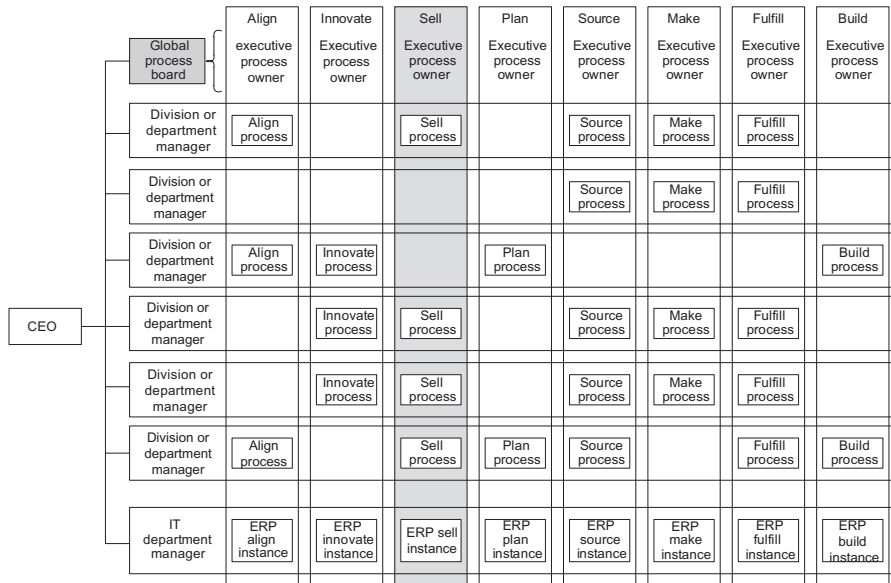 Align
executive
process
owner
Innovate
Executive
process
owner
Sell
Executive
process
owner
Plan
Executive
process
owner
Source
Executive
process
owner
Make
Executive
process
owner
Fulfill
Executive
process
owner
Build
Executive
process
owner
Global
process
board
Division or
department
manager
Align
process
Sell
process
Source
process
Make
process
Fulfill
process
Division or
department
manager
Source
process
Make
process
Fulfill
process
Division or
department
manager
Align
process
Innovate
process
Plan
process
Build
process
CEO
Division or
department
manager
Innovate
process
Sell
process
Source
process
Make
process
Fulfill
process
Division or
department
manager
Innovate
process
Sell
process
Source
process
Make
process
Fulfill
process
Division or
department
manager
Align
process
Sell
process
Plan
process
Source
process
Fulfill
process
Build
process
IT
department
manager
ERP
align
instance
ERP
innovate
instance
ERP sell
instance
ERP
plan
instance
ERP
source
instance
ERP
make
instance
ERP
fulfill
instance
ERP
build
instance